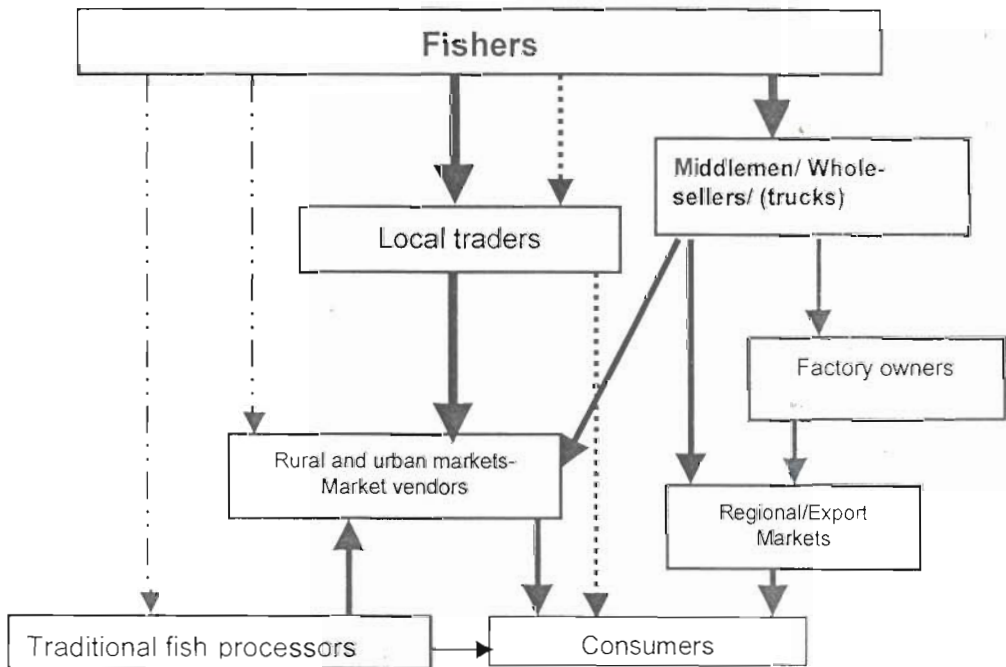 Fishers
Middlemen/ Whole-
sellers/ (trucks)
Local traders
Factory owners
Rural and urban markets-
Market vendors
Regional/Export
Markets
Traditional fish processors
Consumers